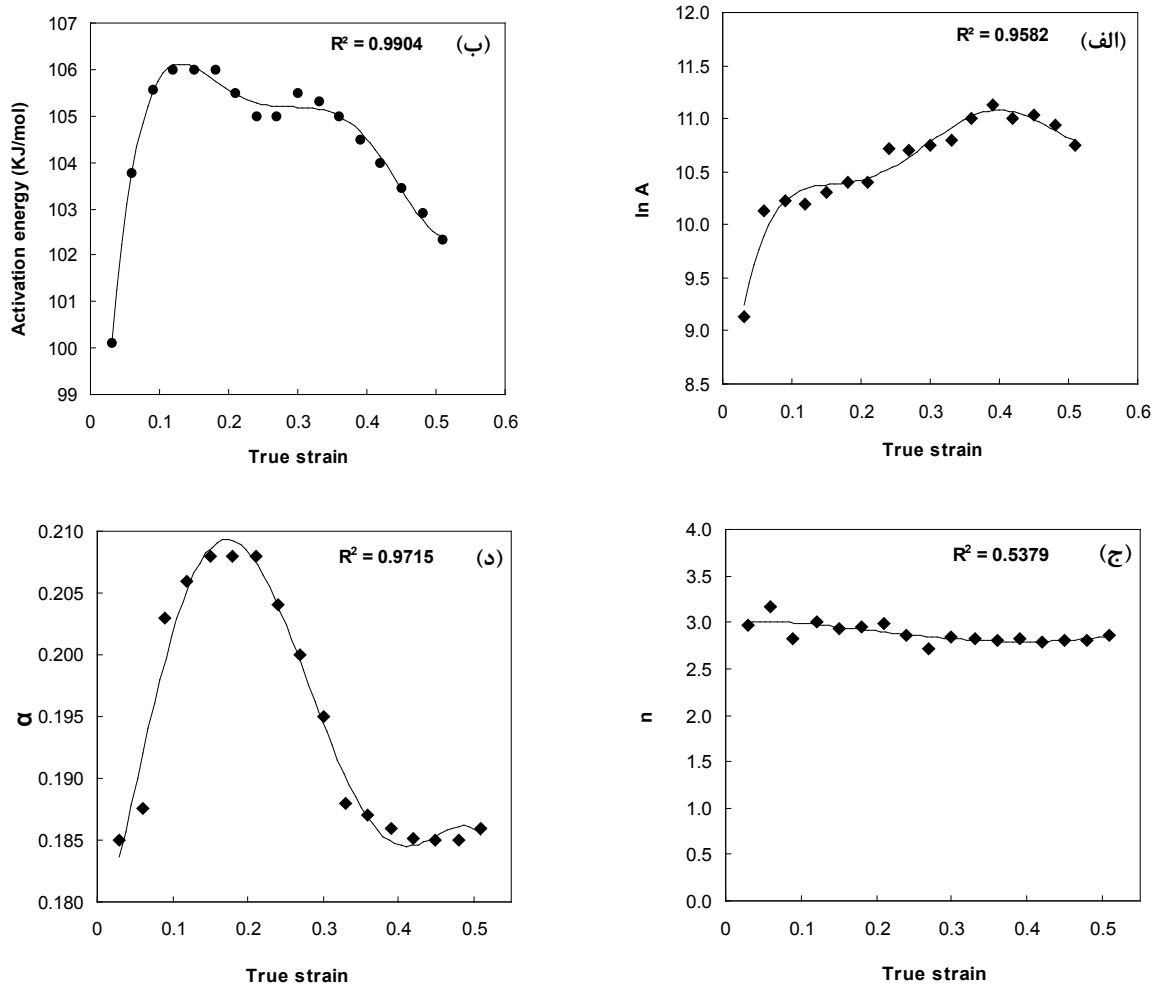 12.0
11.5
11.0
10.5
10.0
9.5
9.0
8.5
0 0.1 0.2 0.3 0.4 0.5 0.6
ln A
True strain
R² = 0.9582
(الف)
107
106
105
104
103
102
101
100
99
0 0.1 0.2 0.3 0.4 0.5 0.6
Activation energy (KJ/mol)
True strain
R² = 0.9904
(ب)
4.0
3.5
3.0
2.5
2.0
1.5
1.0
0.5
0.0
0 0.1 0.2 0.3 0.4 0.5
n
True strain
R² = 0.5379
(ج)
0.210
0.205
0.200
0.195
0.190
0.185
0.180
0 0.1 0.2 0.3 0.4 0.5
α
True strain
R² = 0.9715
(د)